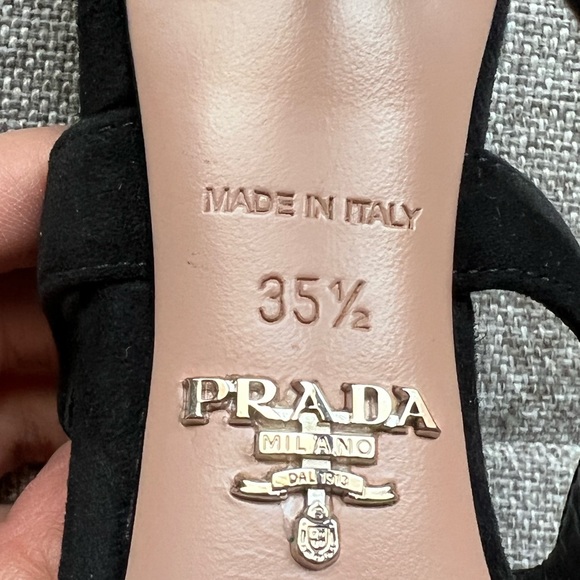 MADE IN ITALY
35½
PRADA
MILANO
DAL 1913